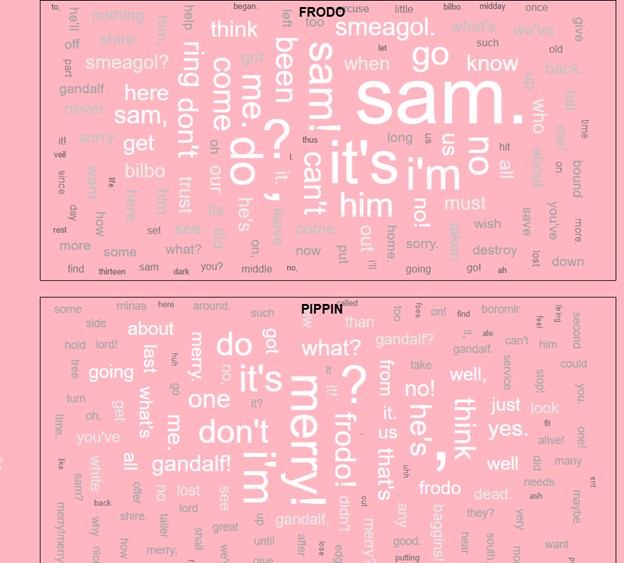 to, he'll nothing him, help began. left too FRODO excuse little bilbo. midday once give
off shire. think smeagol. what's we've
let such old
part smeagol? ring got been sam! when go know back.
gandalf here come me. sam. up tell
never sam, don't who time
it! sorry get oh do ? thus it's long us us no hit me!
veil bilbo our I. can't i'm all about on. bound
since want life him. trust its he's , it. him no! must
day how here. see did leave come. out home. sorry. taken wish save you've more.
rest set on, put i'll
more some what? now destroy lost down
find thirteen sam dark you? middle no, going go! ah
some minas here around. such called PIPPIN than too on! find boromir feel living second
side about merry. do got what? gandalf? it, ale can't him
hold lord! last huh no, it's It gandalf. could
tree going go it! ? from take no! well, service stop! you.
turn get what's one it? merry! it. he's think just look
time. oh, me. don't frodo! us , yes. fit one!
you've alive!
like white all gandalf! i'm that's uhh well did many
sam? offer no lost see frodo dead. needs ash ent
back lord out maybe
merry!merry shire. taller great up gandalf, didn't merry? any baggins! they? very
why nice how merry, shall we've until after lose good. hear south, want
give edge putting